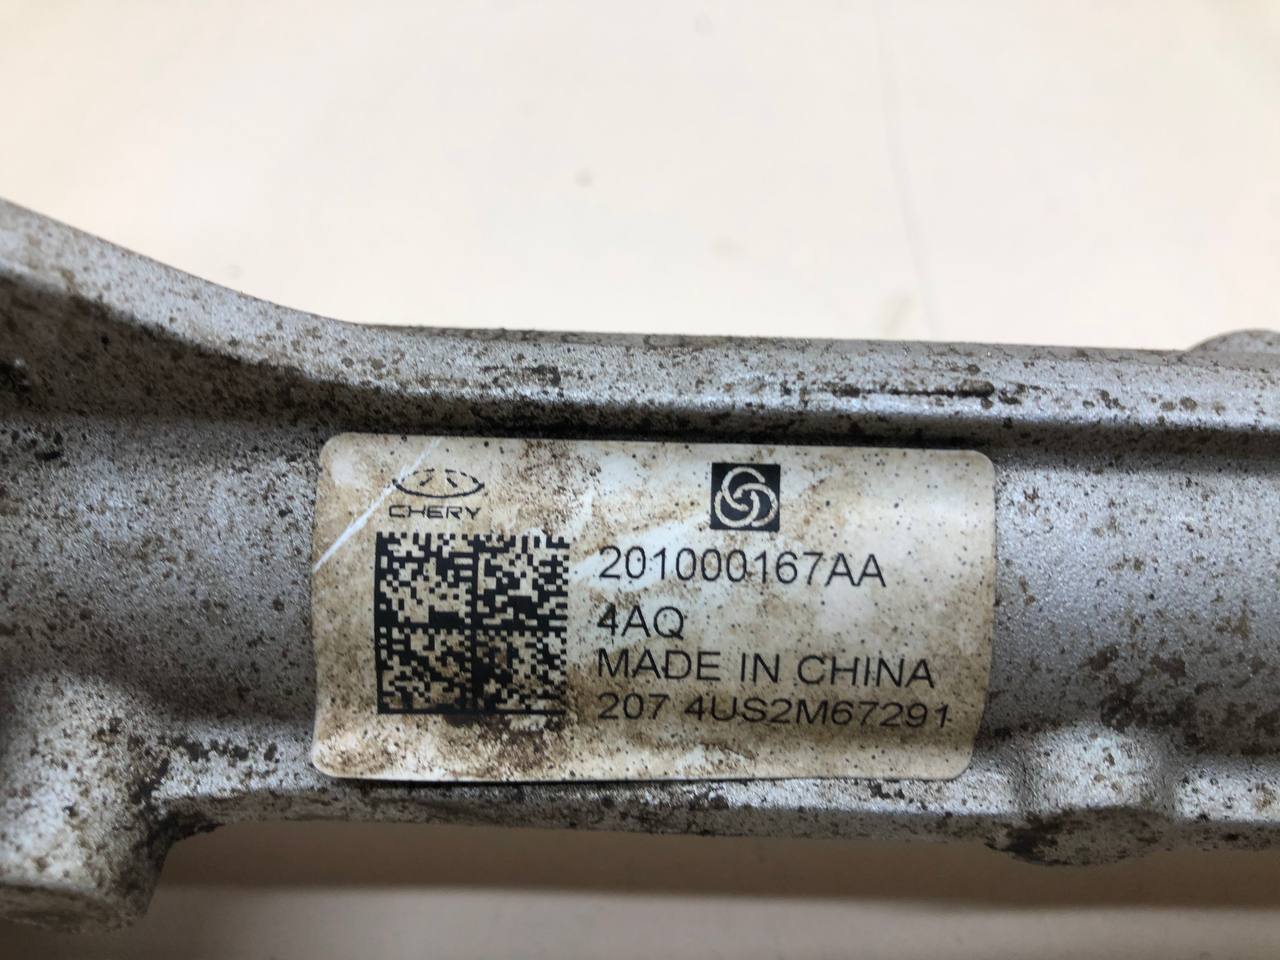 CHERY
201000167AA
4AQ
MADE IN CHINA
207 4US2M67291